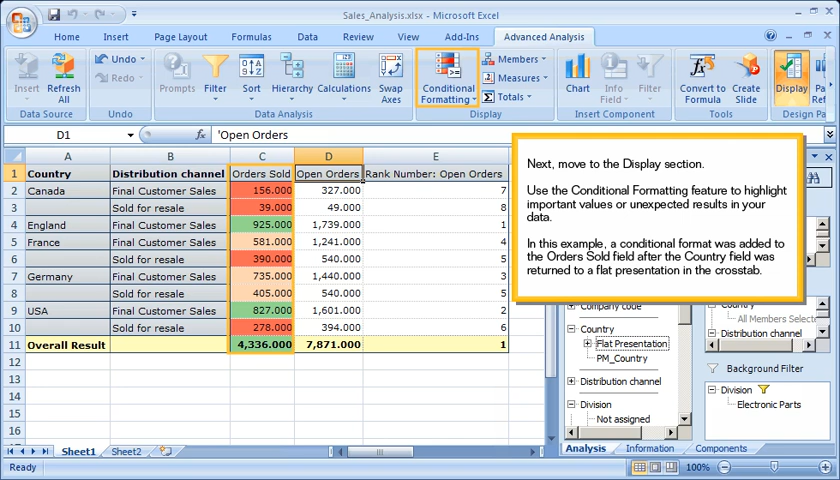 Sales_Analysis.xlsx - Microsoft Excel
Home Insert Page Layout Formulas Data Review View Add-Ins Advanced Analysis
Insert Refresh All Undo Redo Prompts Filter Sort Hierarchy Calculations Swap Axes Conditional Formatting Members Measures Totals Chart Info Field Filter Convert to Formula Create Slide Display
Data Source Data Analysis Display Insert Component Tools Design
D1 fx 'Open Orders
A B C D E
1 Country Distribution channel Orders Sold Open Orders Rank Number: Open Orders
2 Canada Final Customer Sales 156.000 327.000 7
3 Sold for resale 39.000 49.000 8
4 England Final Customer Sales 925.000 1,739.000 1
5 France Final Customer Sales 581.000 1,241.000 4
6 Sold for resale 390.000 540.000 5
7 Germany Final Customer Sales 735.000 1,440.000 3
8 Sold for resale 405.000 540.000 5
9 USA Final Customer Sales 827.000 1,601.000 2
10 Sold for resale 278.000 394.000 6
11 Overall Result 4,336.000 7,871.000 1
12
13
14
15
16
Next, move to the Display section.
Use the Conditional Formatting feature to highlight
important values or unexpected results in your
data.
In this example, a conditional format was added to
the Orders Sold field after the Country field was
returned to a flat presentation in the crosstab.
Company code
Country
Flat Presentation
PM_Country
Distribution channel
Division
Not assigned
Country
All Members Selecte
Distribution channel
Background Filter
Division
Electronic Parts
Analysis Information Components
Sheet1 Sheet2
Ready 100%